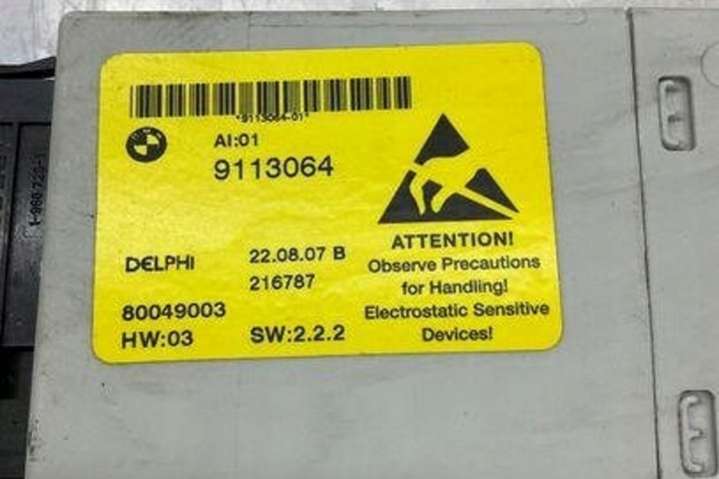 *9113064-01*
AI:01
9113064
DELPHI
22.08.07 B
216787
80049003
HW:03
SW:2.2.2
ATTENTION!
Observe Precautions
for Handling!
Electrostatic Sensitive
Devices!